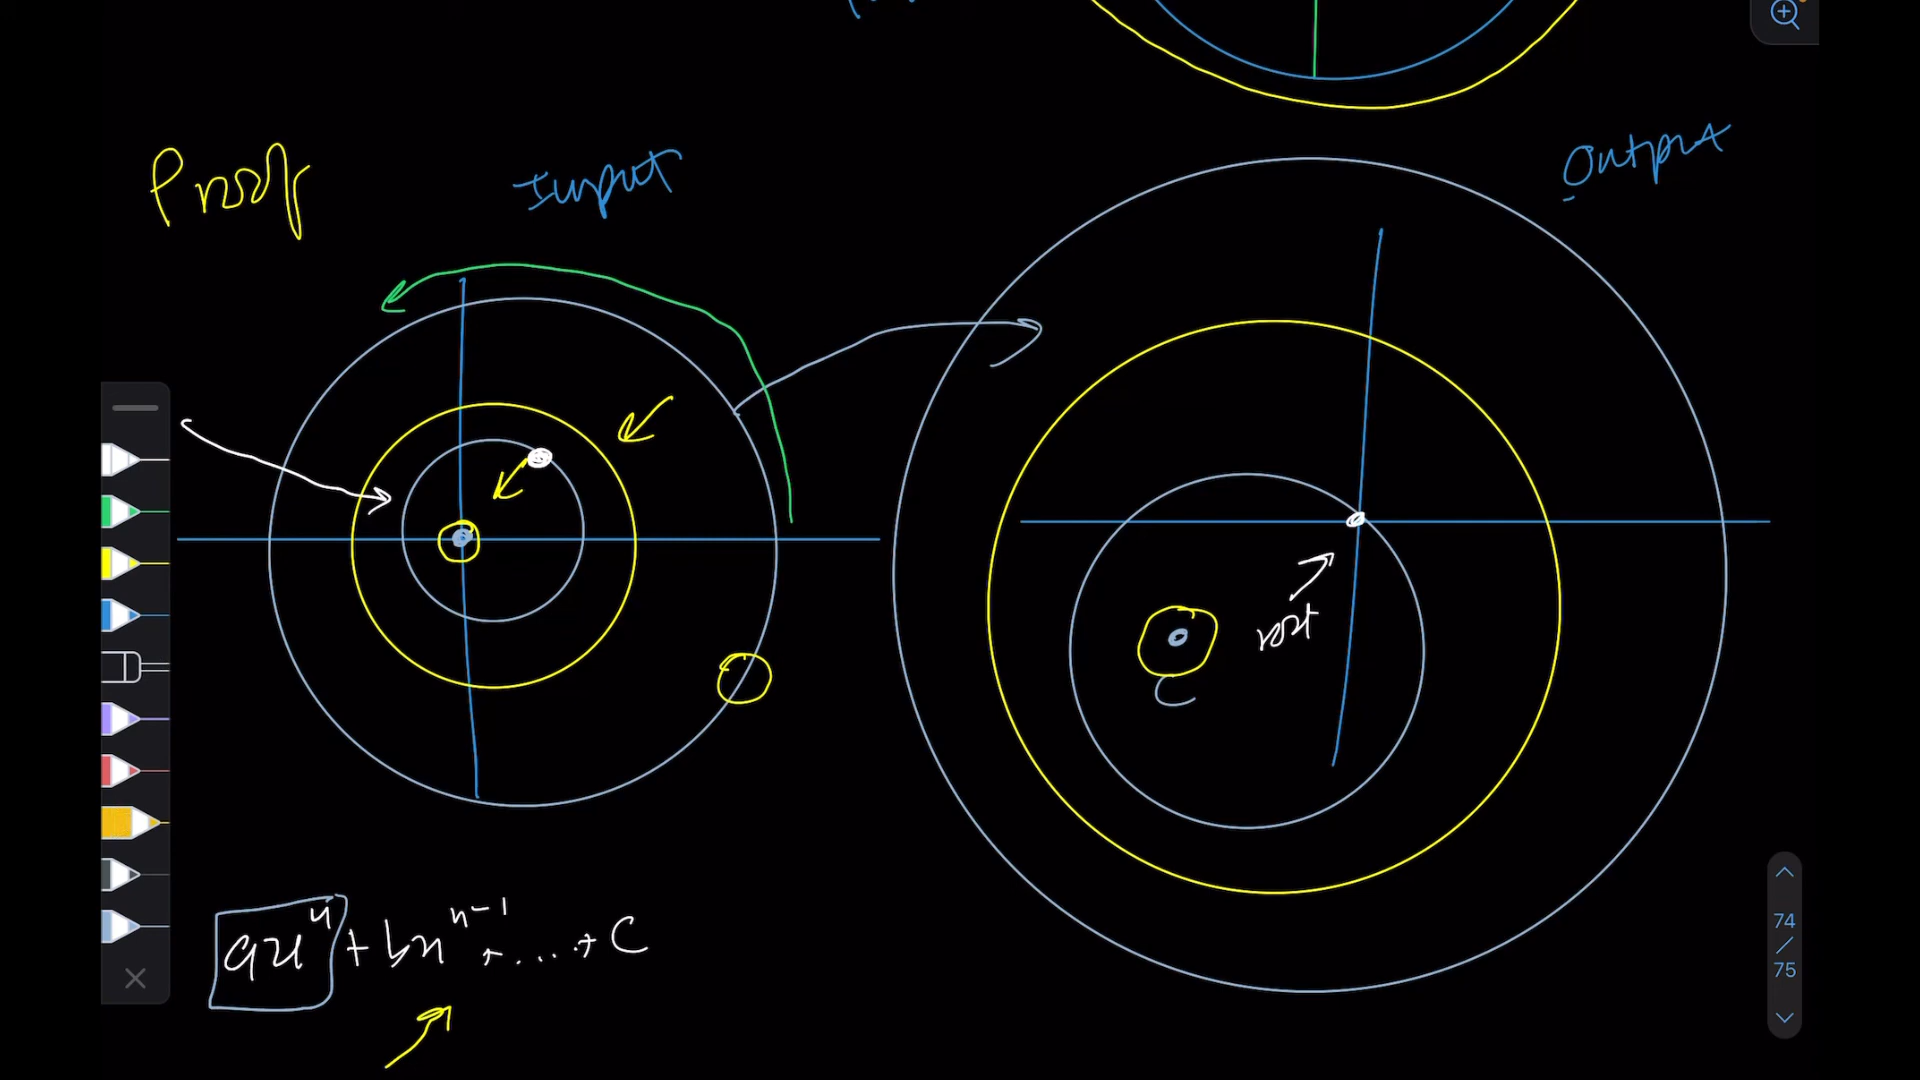 Proof
Input
Output
root
C
ax^n + bx^{n-1} + ... + C
74
/
75